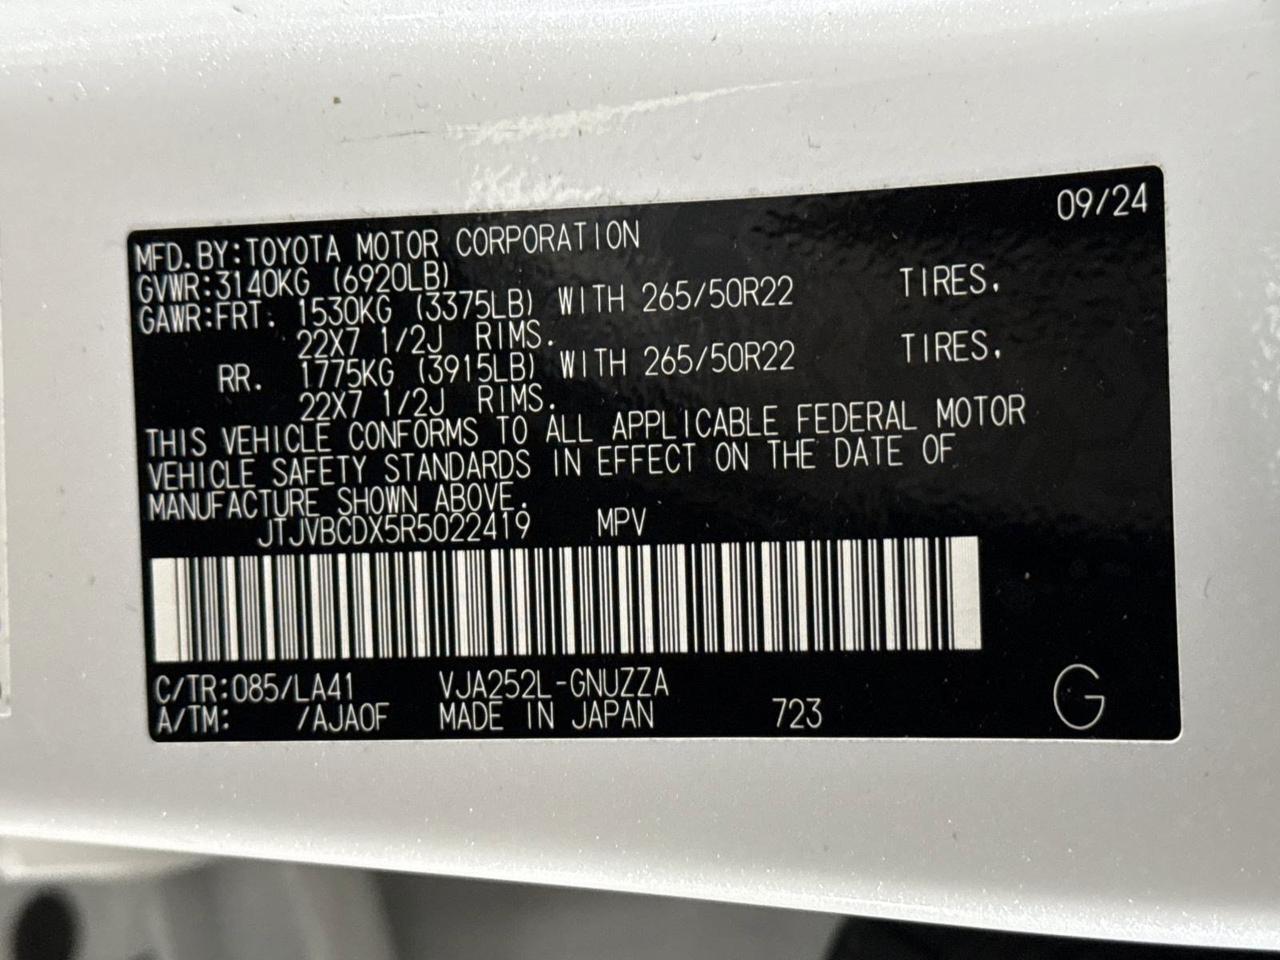 09/24
MFD.BY:TOYOTA MOTOR CORPORATION
GVWR:3140KG (6920LB)
GAWR:FRT. 1530KG (3375LB) WITH 265/50R22 TIRES.
22X7 1/2J RIMS.
RR. 1775KG (3915LB) WITH 265/50R22 TIRES.
22X7 1/2J RIMS.
THIS VEHICLE CONFORMS TO ALL APPLICABLE FEDERAL MOTOR
VEHICLE SAFETY STANDARDS IN EFFECT ON THE DATE OF
MANUFACTURE SHOWN ABOVE.
JTJVBCDX5R5022419 MPV
C/TR:085/LA41 VJA252L-GNUZZA
A/TM: /AJA0F MADE IN JAPAN 723 G